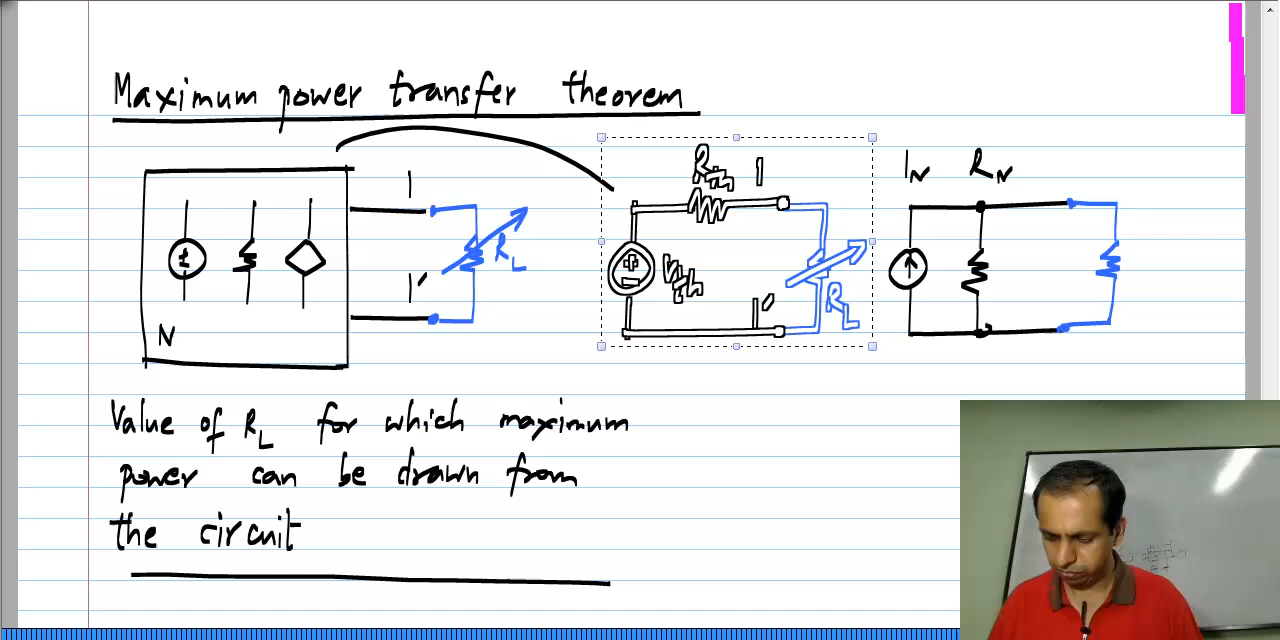 Maximum power transfer theorem
1
1'
R_L
N
R_th 1
V_th
1'
R_L
I_N R_N
Value of R_L for which maximum
power can be drawn from
the circuit